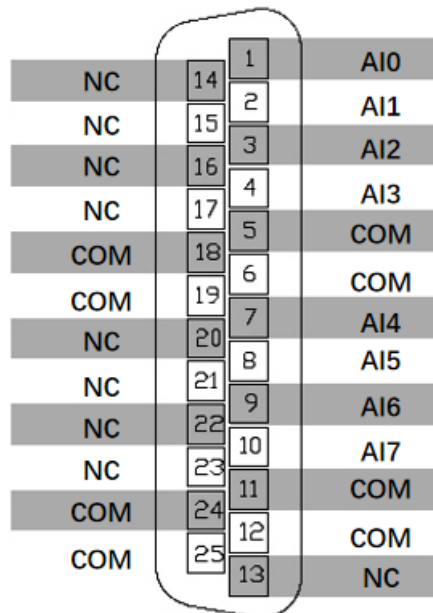 1 AI0
NC 14
2 AI1
NC 15
3 AI2
NC 16
4 AI3
NC 17
5 COM
COM 18
6 COM
COM 19
7 AI4
NC 20
8 AI5
NC 21
9 AI6
NC 22
10 AI7
NC 23
11 COM
COM 24
12 COM
COM 25
13 NC